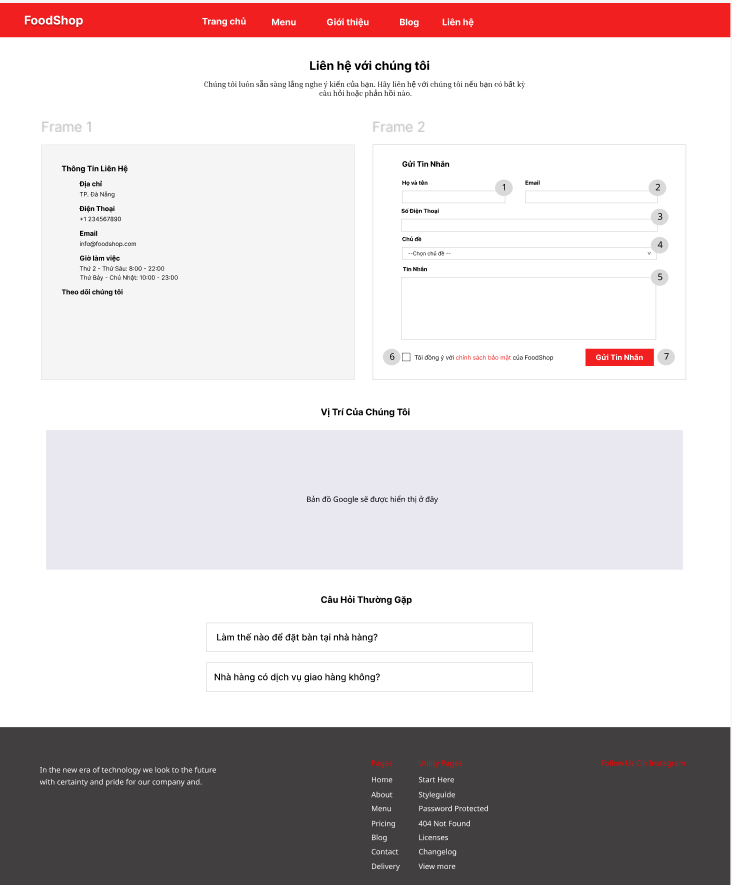 FoodShop
Trang chủ
Menu
Giới thiệu
Blog
Liên hệ
Liên hệ với chúng tôi
Chúng tôi luôn sẵn sàng lắng nghe ý kiến của bạn. Hãy liên hệ với chúng tôi nếu bạn có bất kỳ
câu hỏi hoặc phản hồi nào.
Frame 1
Thông Tin Liên Hệ
Địa chỉ
TP. Đà Nẵng
Điện Thoại
+1 234567890
Email
info@foodshop.com
Giờ làm việc
Thứ 2 - Thứ Sáu: 8:00 - 22:00
Thứ Bảy - Chủ Nhật: 10:00 - 23:00
Theo dõi chúng tôi
Frame 2
Gửi Tin Nhắn
Họ và tên
1
Email
2
Số Điện Thoại
3
Chủ đề
4
--Chọn chủ đề --
Tin Nhắn
5
6
Tôi đồng ý với chính sách bảo mật của FoodShop
Gửi Tin Nhắn
7
Vị Trí Của Chúng Tôi
Bản đồ Google sẽ được hiển thị ở đây
Câu Hỏi Thường Gặp
Làm thế nào để đặt bàn tại nhà hàng?
Nhà hàng có dịch vụ giao hàng không?
In the new era of technology we look to the future
with certainty and pride for our company and.
Pages
Home
About
Menu
Pricing
Blog
Contact
Delivery
Utility Pages
Start Here
Styleguide
Password Protected
404 Not Found
Licenses
Changelog
View more
Follow Us On Instagram